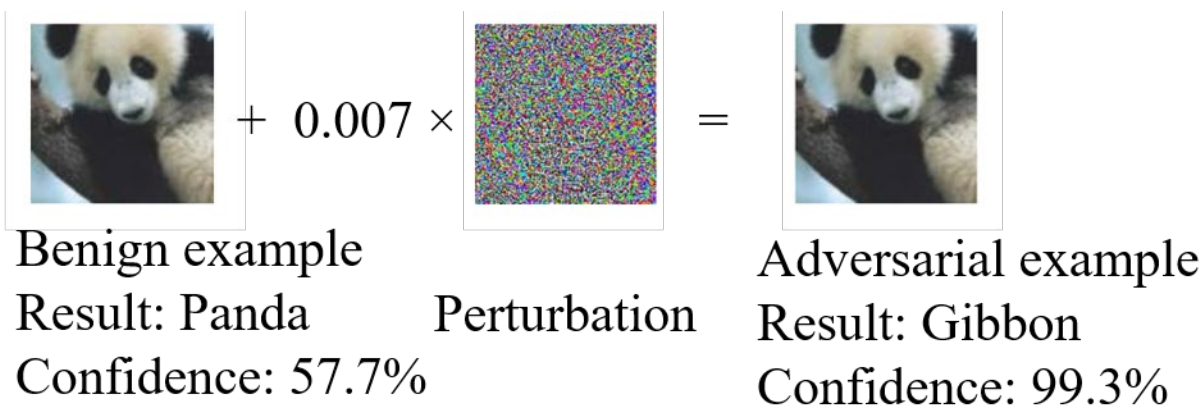 + 0.007 × =
Benign example
Result: Panda
Confidence: 57.7%
Perturbation
Adversarial example
Result: Gibbon
Confidence: 99.3%